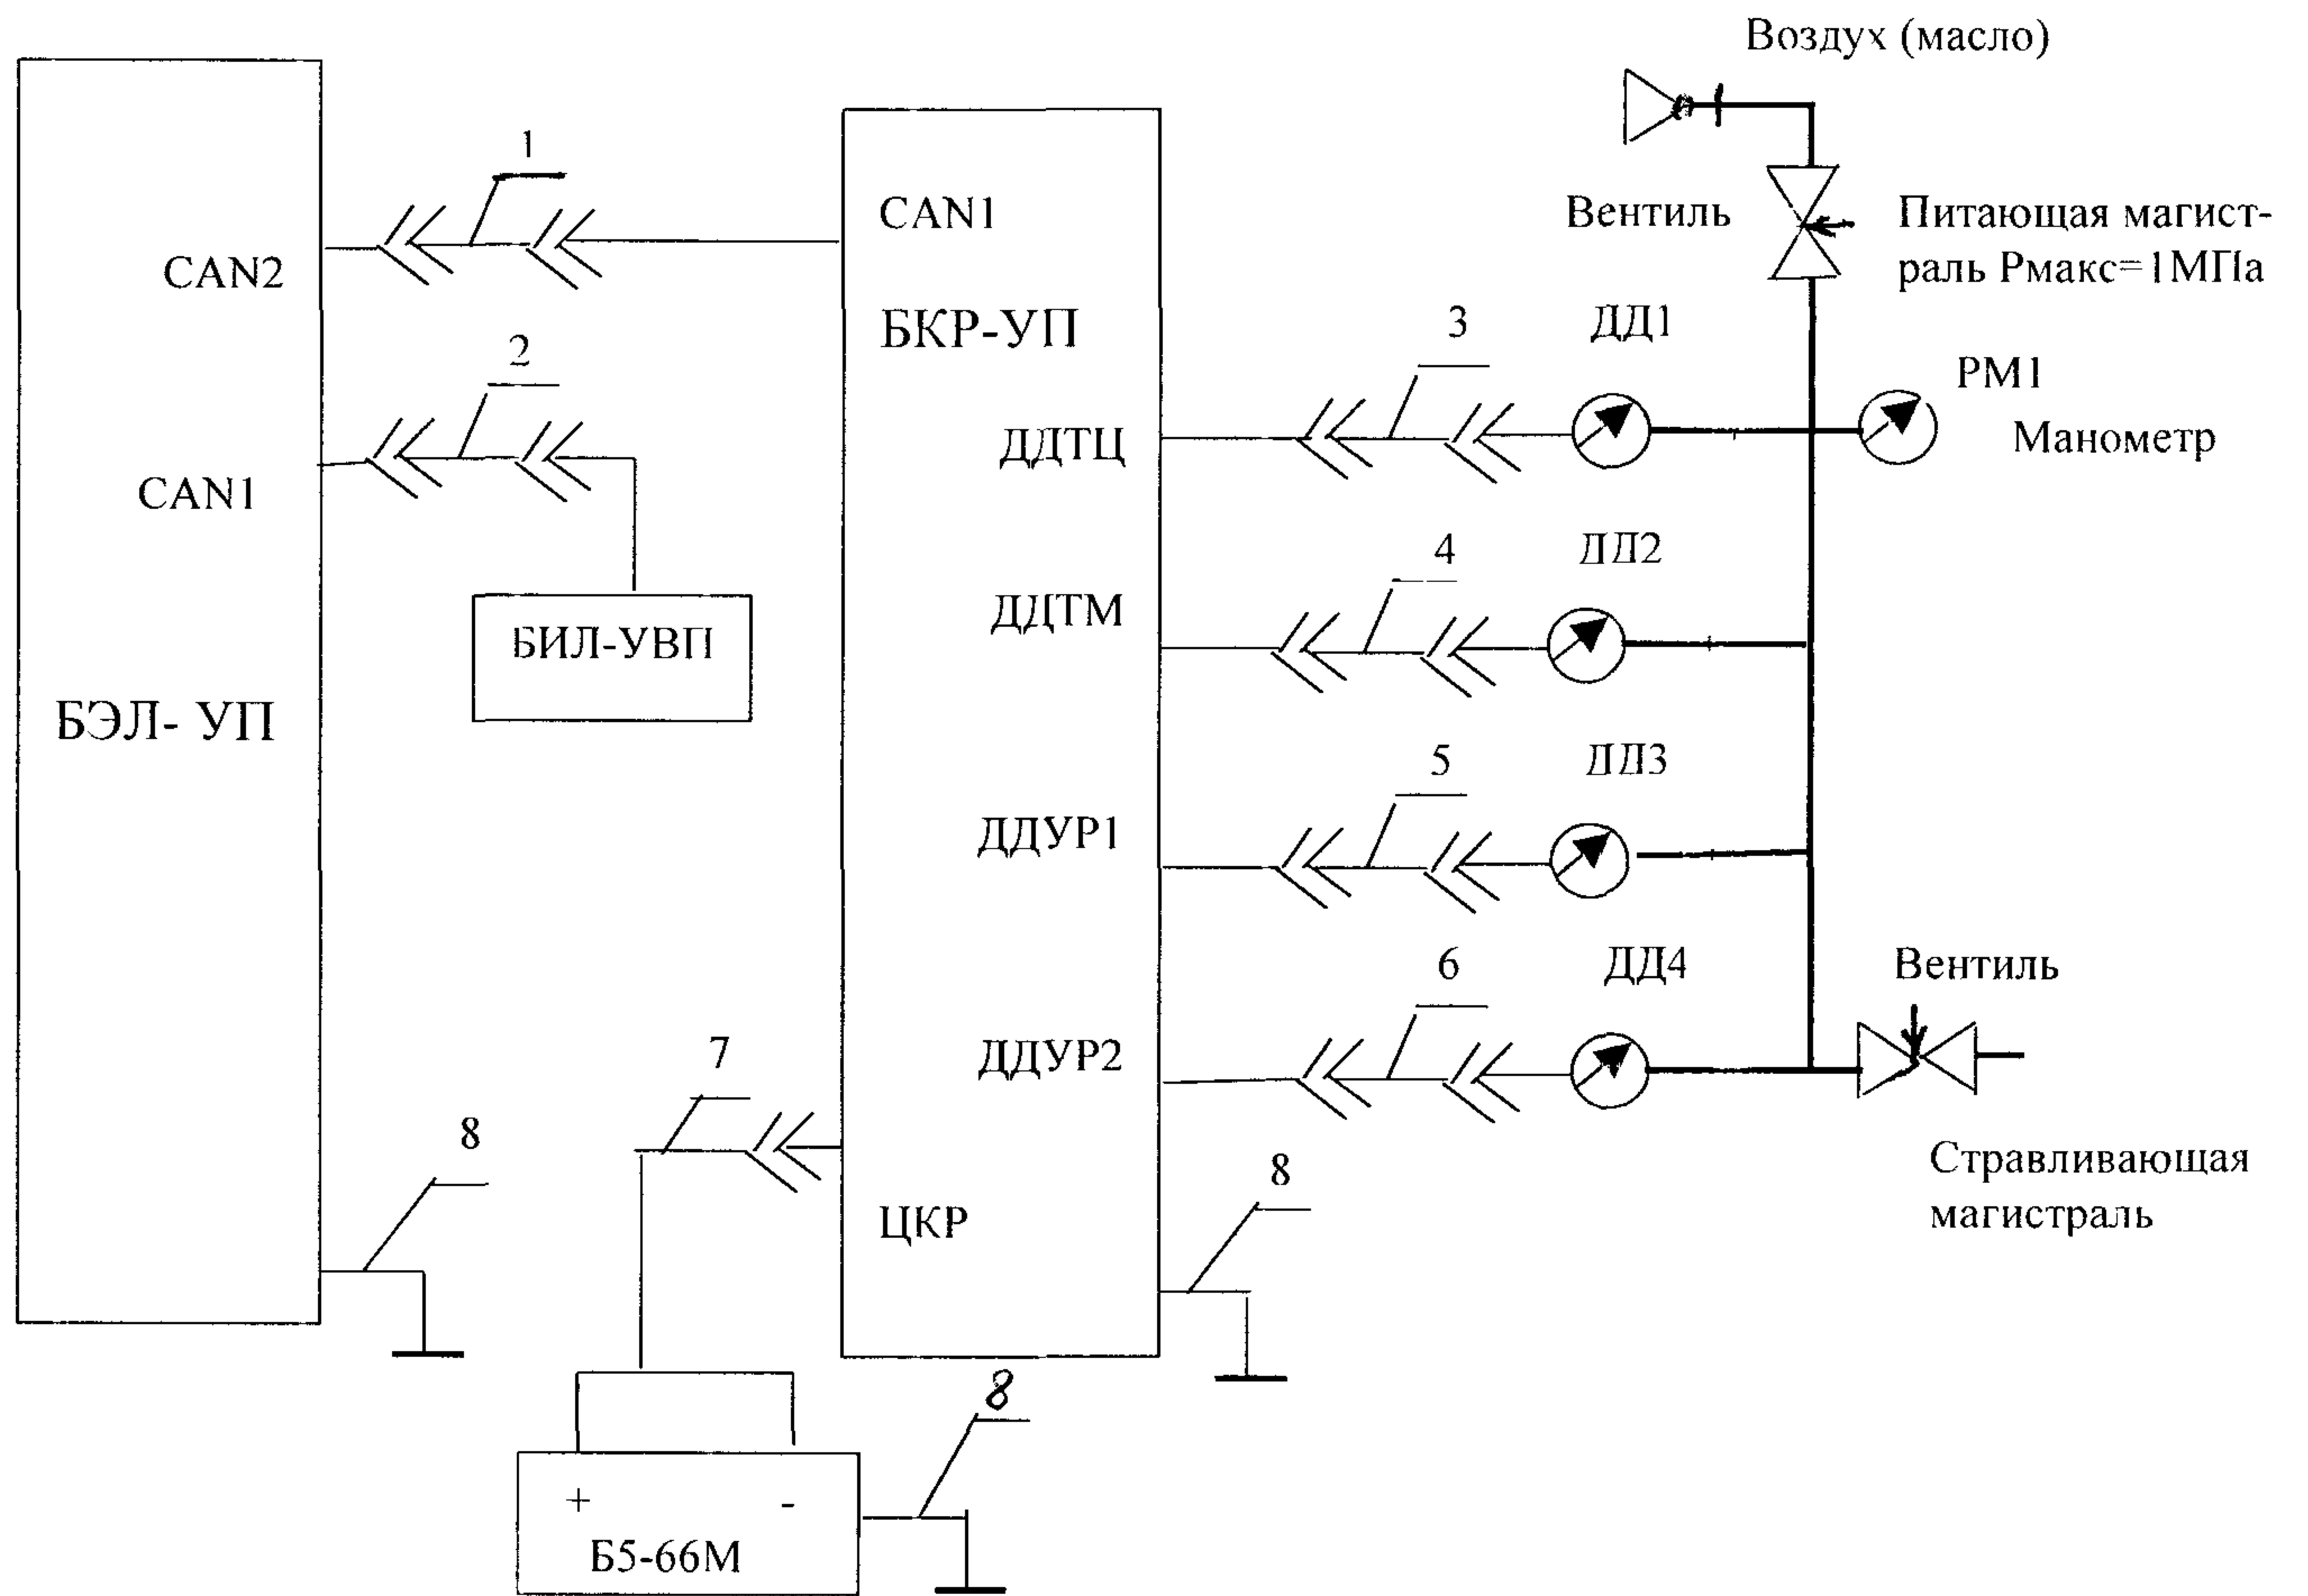 Воздух (масло)
1
CAN1
Вентиль
Питающая магист-
раль Рмакс=1МПа
CAN2
БКР-УП
3
ДД1
РМ1
Манометр
2
ДДТЦ
CAN1
4
ДД2
ДДТМ
БИЛ-УВП
БЭЛ- УП
5
ДД3
ДДУР1
6
ДД4
Вентиль
7
ДДУР2
8
8
Стравливающая
магистраль
ЦКР
8
+ -
Б5-66М